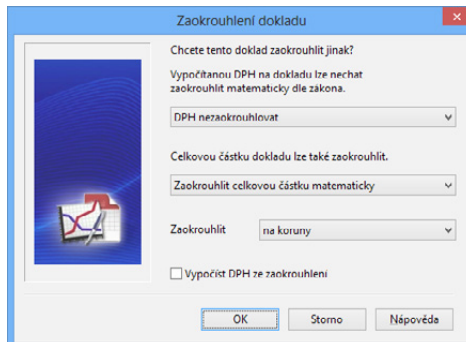 Zaokrouhlení dokladu
Chcete tento doklad zaokrouhlit jinak?
Vypočítanou DPH na dokladu lze nechat
zaokrouhlit matematicky dle zákona.
DPH nezaokrouhlovat
Celkovou částku dokladu lze také zaokrouhlit.
Zaokrouhlit celkovou částku matematicky
Zaokrouhlit na koruny
Vypočíst DPH ze zaokrouhlení
OK Storno Nápověda